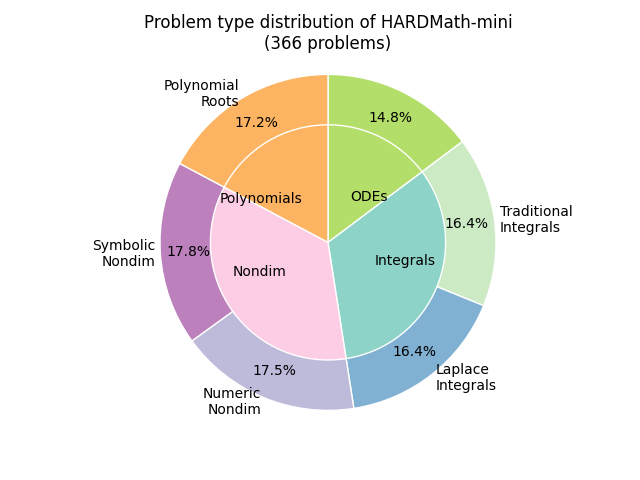 Problem type distribution of HARDMath-mini
(366 problems)
Polynomial
Roots
17.2%
14.8%
Polynomials
ODEs
Traditional
Integrals
16.4%
Symbolic
Nondim
17.8%
Nondim
Integrals
17.5%
16.4%
Numeric
Nondim
Laplace
Integrals